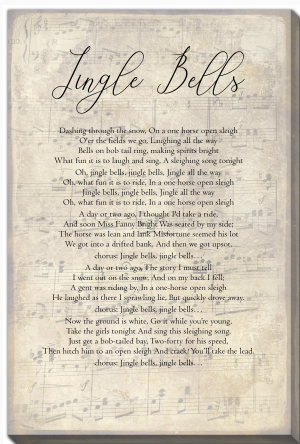 Jingle Bells
Dashing through the snow, On a one horse open sleigh
O'er the fields we go, Laughing all the way
Bells on bob tail ring, making spirits bright
What fun it is to laugh and sing, A sleighing song tonight
Oh, jingle bells, jingle bells, Jingle all the way
Oh, what fun it is to ride, In a one horse open sleigh
Jingle bells, jingle bells, Jingle all the way
Oh, what fun it is to ride, In a one horse open sleigh
A day or two ago, I thought I'd take a ride,
And soon Miss Fanny Bright Was seated by my side;
The horse was lean and lank Misfortune seemed his lot
We got into a drifted bank, And then we got upsot.
chorus: Jingle bells, jingle bells…
A day or two ago, The story I must tell
I went out on the snow, And on my back I fell;
A gent was riding by, In a one-horse open sleigh
He laughed as there I sprawling lie, But quickly drove away.
chorus: Jingle bells, jingle bells…
Now the ground is white, Go it while you're young,
Take the girls tonight And sing this sleighing song.
Just get a bob-tailed bay, Two-forty for his speed,
Then hitch him to an open sleigh And crack! You'll take the lead.
chorus: Jingle bells, jingle bells…